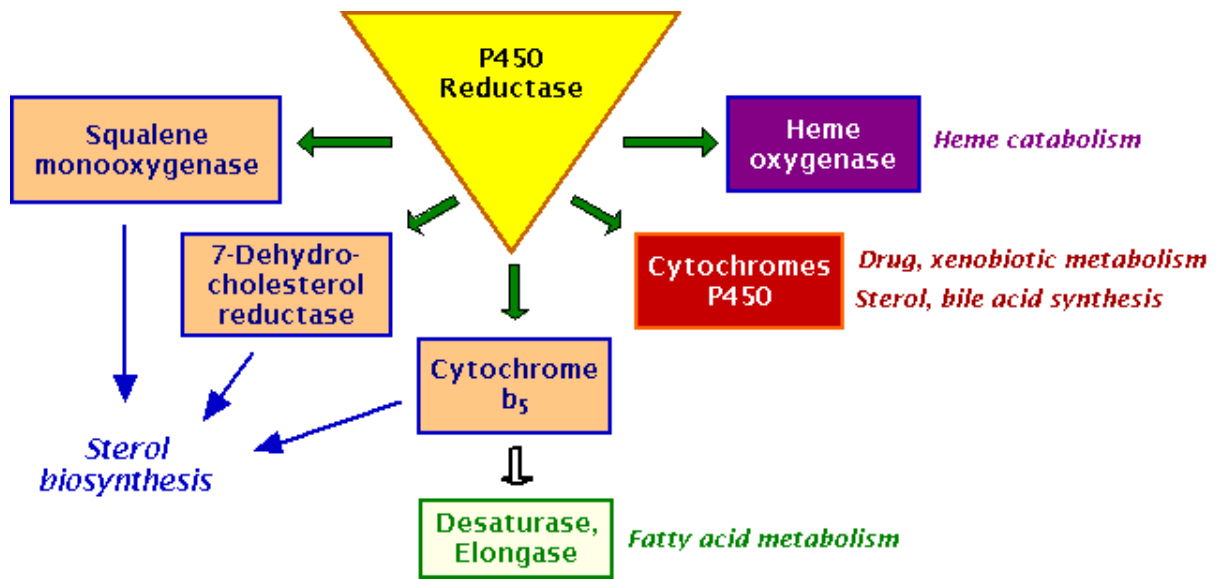 P450
Reductase
Squalene
monooxygenase
Heme
oxygenase
Heme catabolism
7-Dehydro-
cholesterol
reductase
Cytochromes
P450
Drug, xenobiotic metabolism
Sterol, bile acid synthesis
Cytochrome
b₅
Sterol
biosynthesis
Desaturase,
Elongase
Fatty acid metabolism